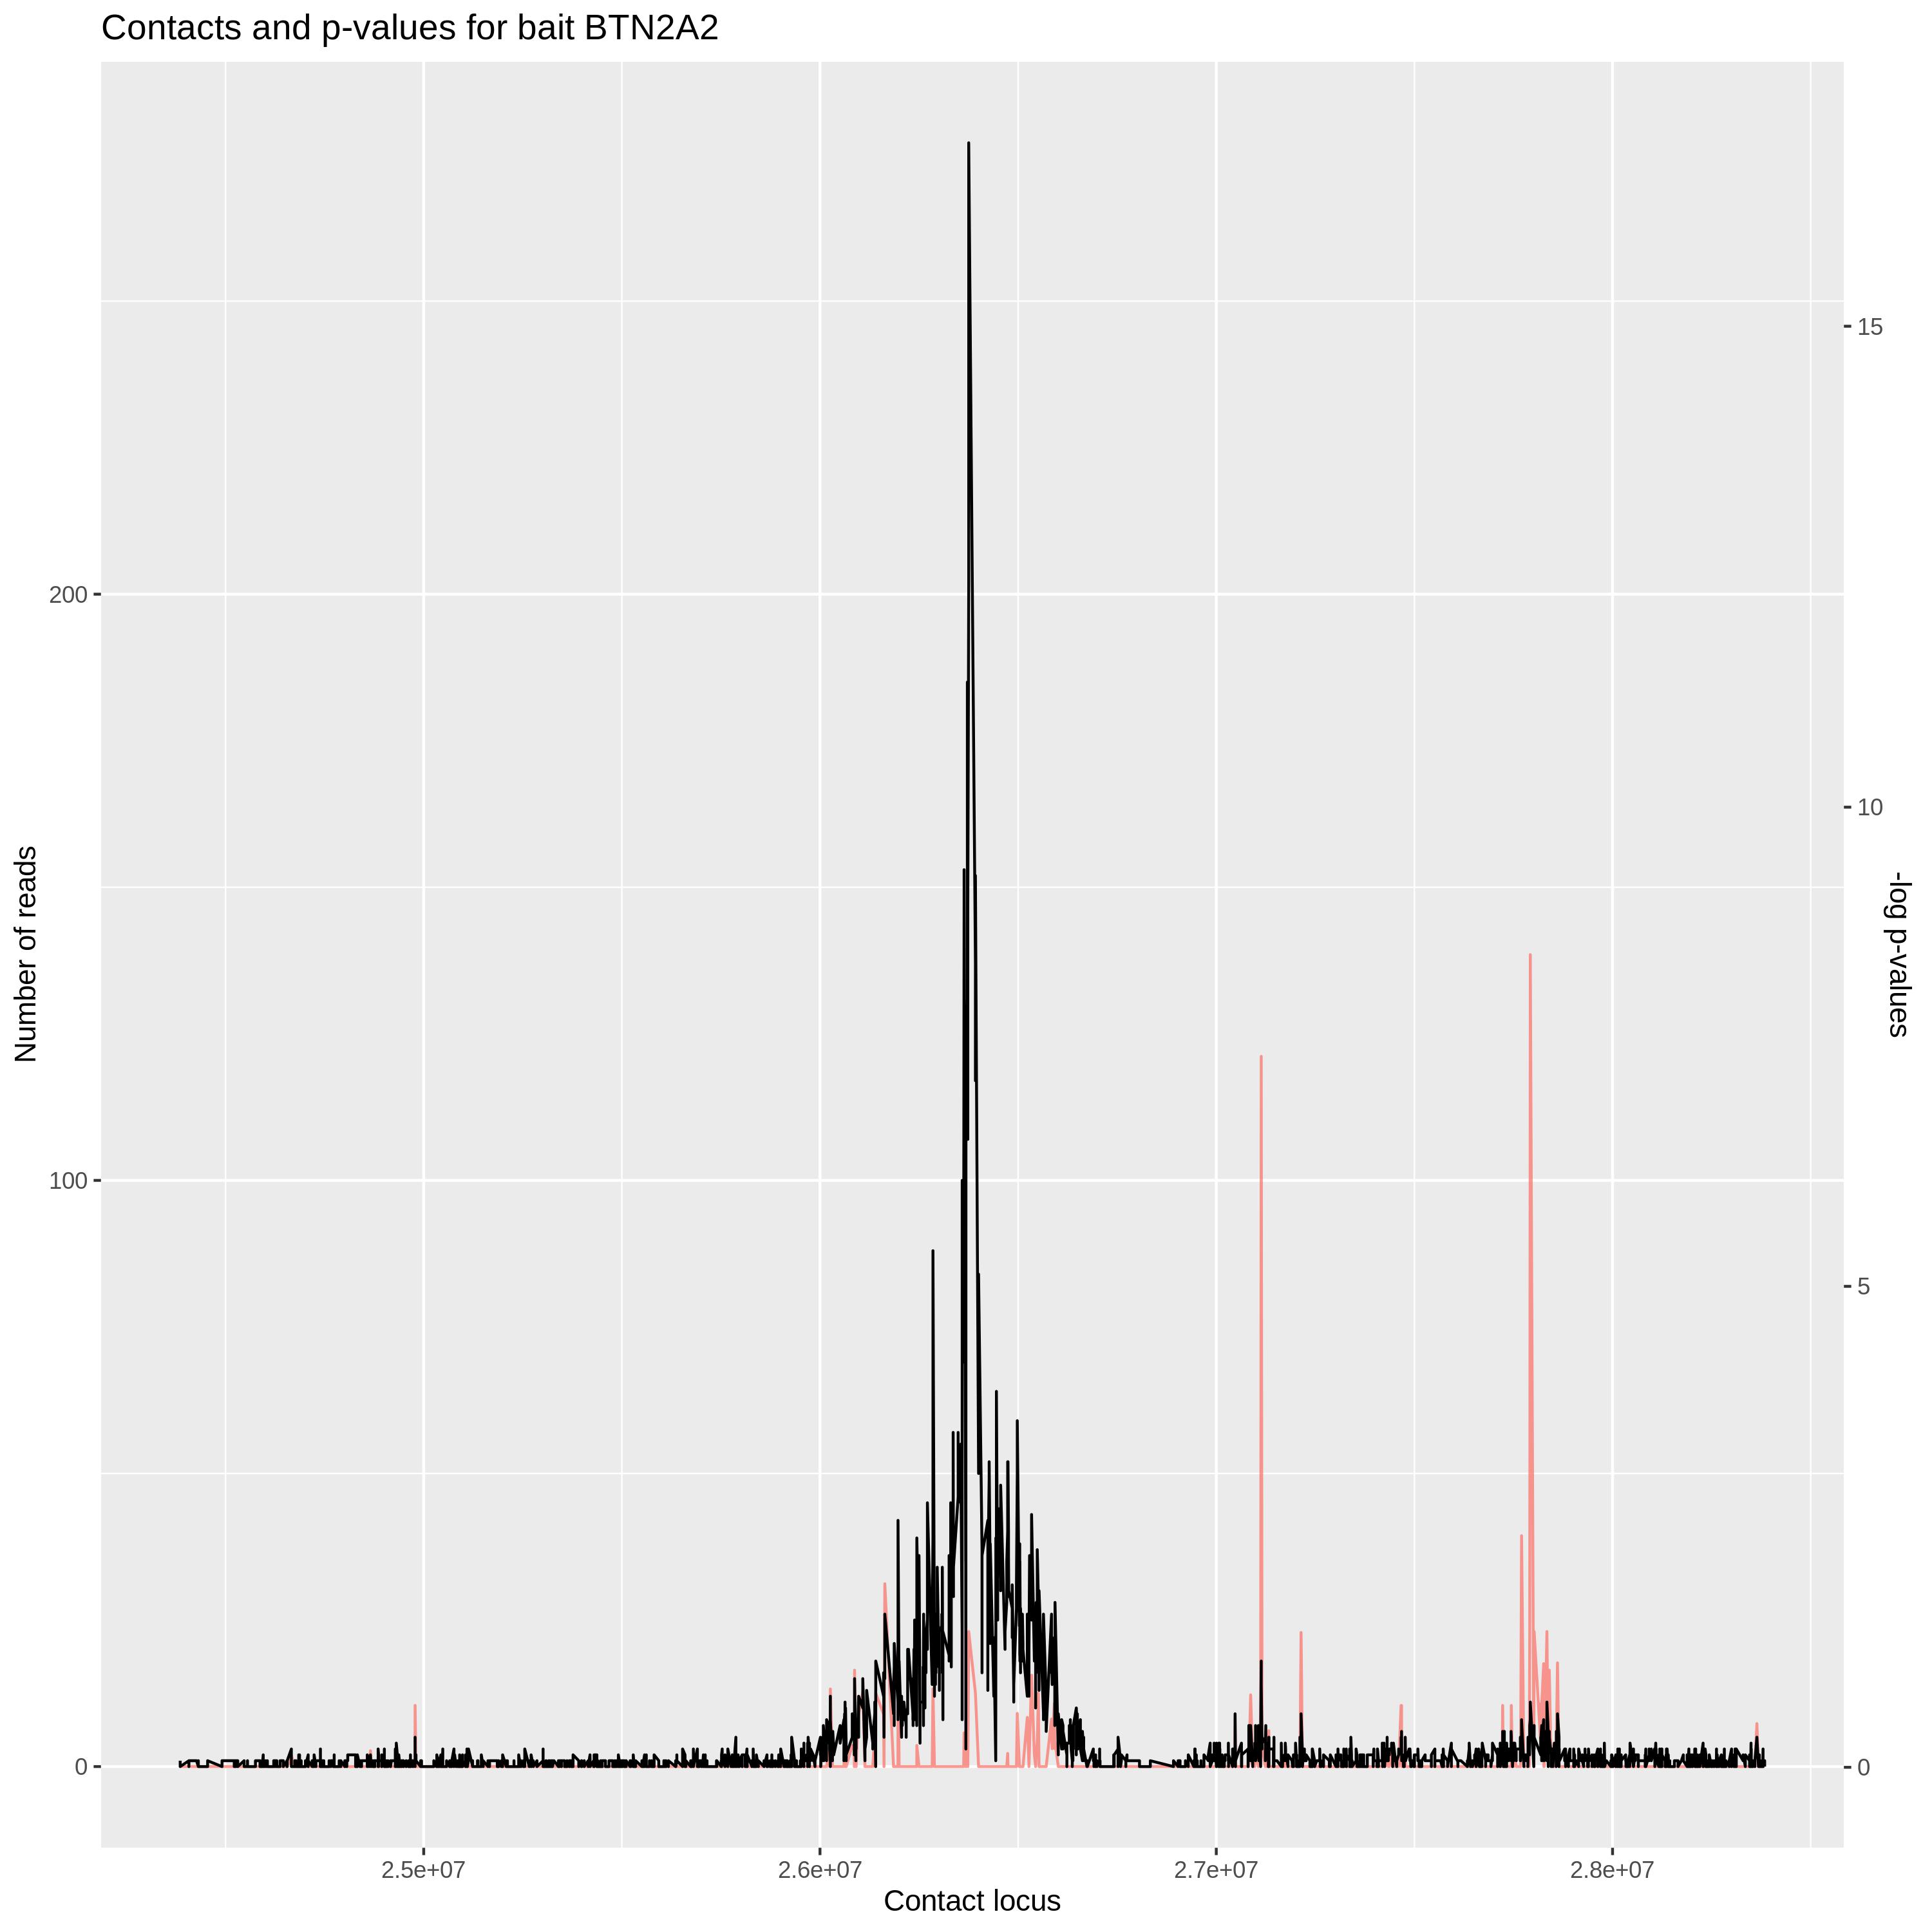 Contacts and p-values for bait BTN2A2
Number of reads
200
100
0
15
10
5
0
-log p-values
2.5e+07
2.6e+07
2.7e+07
2.8e+07
Contact locus